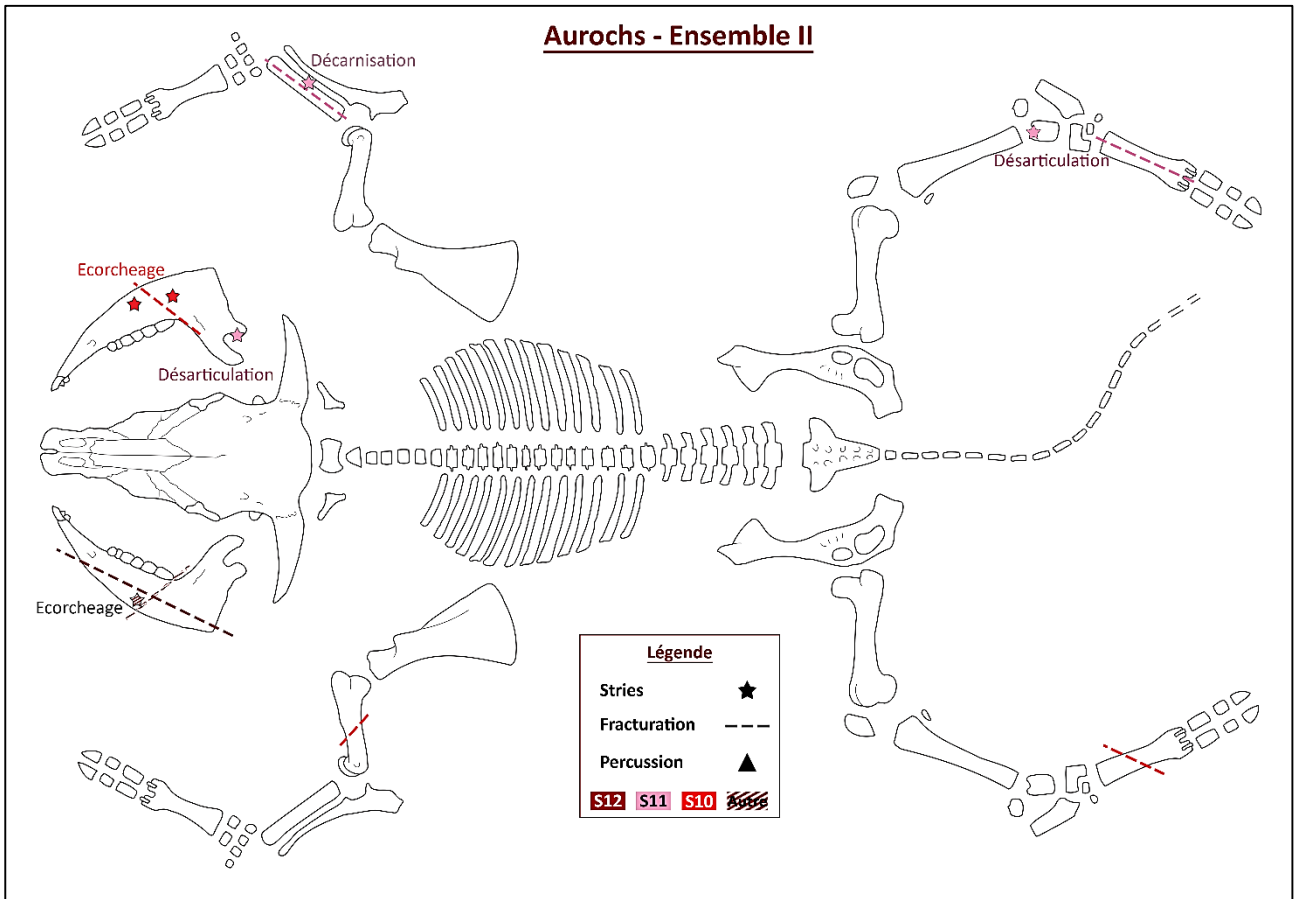 Aurochs - Ensemble II
Décarnisation
Désarticulation
Ecorcheage
Désarticulation
Ecorcheage
Légende
Stries
Fracturation
Percussion
S12 S11 S10 Autre